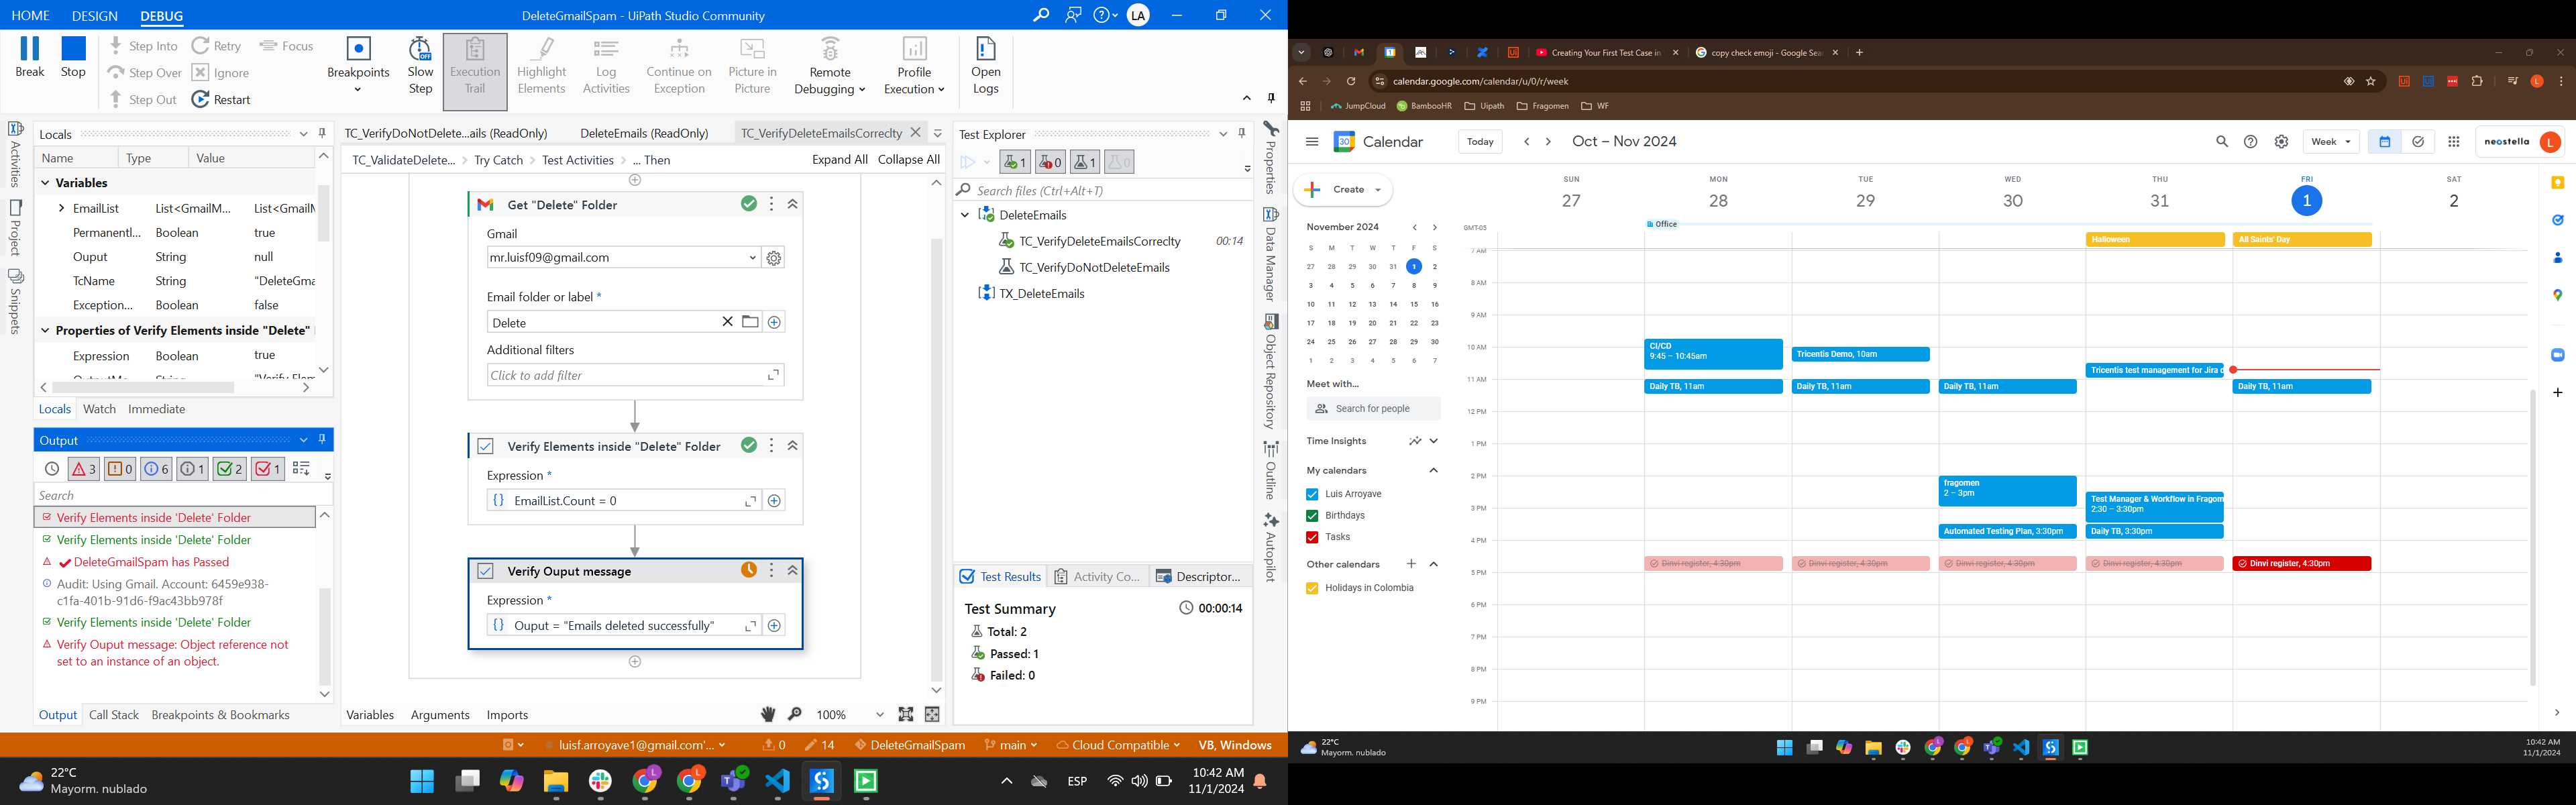 HOME DESIGN DEBUG
DeleteGmailSpam - UiPath Studio Community
LA
Break
Stop
Step Into
Step Over
Step Out
Retry
Ignore
Restart
Focus
Breakpoints
Slow Step
Execution Trail
Highlight Elements
Log Activities
Continue on Exception
Picture in Picture
Remote Debugging
Profile Execution
Open Logs
Activities
Project
Snippets
Locals
Name Type Value
Variables
EmailList List<GmailM... List<GmailM
Permanentl... Boolean true
Ouput String null
TcName String "DeleteGma
Exception... Boolean false
Properties of Verify Elements inside "Delete"
Expression Boolean true
Locals Watch Immediate
Output
3 0 6 1 2 1
Search
Verify Elements inside 'Delete' Folder
Verify Elements inside 'Delete' Folder
✔ DeleteGmailSpam has Passed
Audit: Using Gmail. Account: 6459e938-
c1fa-401b-91d6-f9ac43bb978f
Verify Elements inside 'Delete' Folder
Verify Ouput message: Object reference not
set to an instance of an object.
Output Call Stack Breakpoints & Bookmarks
TC_VerifyDoNotDelete...ails (ReadOnly) DeleteEmails (ReadOnly) TC_VerifyDeleteEmailsCorreclty
TC_ValidateDelete... > Try Catch > Test Activities > ... Then Expand All Collapse All
Get "Delete" Folder
Gmail
mr.luisf09@gmail.com
Email folder or label *
Delete
Additional filters
Click to add filter
Verify Elements inside "Delete" Folder
Expression *
EmailList.Count = 0
Verify Ouput message
Expression *
Ouput = "Emails deleted successfully"
Variables Arguments Imports 100%
Test Explorer
1 0 1 0
Search files (Ctrl+Alt+T)
DeleteEmails
TC_VerifyDeleteEmailsCorreclty 00:14
TC_VerifyDoNotDeleteEmails
TX_DeleteEmails
Test Results Activity Co... Descriptor...
Test Summary 00:00:14
Total: 2
Passed: 1
Failed: 0
Properties
Data Manager
Object Repository
Outline
Autopilot
luisf.arroyave1@gmail.com'... 0 14 DeleteGmailSpam main Cloud Compatible VB, Windows
22°C
Mayorm. nublado
ESP
10:42 AM
11/1/2024
Creating Your First Test Case in
copy check emoji - Google Sea
calendar.google.com/calendar/u/0/r/week
JumpCloud BambooHR Uipath Fragomen WF
Calendar Today Oct – Nov 2024 Week neostella L
Create
November 2024
S M T W T F S
27 28 29 30 31 1 2
3 4 5 6 7 8 9
10 11 12 13 14 15 16
17 18 19 20 21 22 23
24 25 26 27 28 29 30
1 2 3 4 5 6 7
Meet with...
Search for people
Time Insights
My calendars
Luis Arroyave
Birthdays
Tasks
Other calendars
Holidays in Colombia
SUN MON TUE WED THU FRI SAT
27 28 29 30 31 1 2
GMT-05
Office
Halloween All Saints' Day
7 AM
8 AM
9 AM
10 AM
11 AM
12 PM
1 PM
2 PM
3 PM
4 PM
5 PM
6 PM
7 PM
8 PM
9 PM
CI/CD
9:45 – 10:45am
Tricentis Demo, 10am
Tricentis test management for Jira d
Daily TB, 11am Daily TB, 11am Daily TB, 11am Daily TB, 11am
fragomen
2 – 3pm
Test Manager & Workflow in Fragom
2:30 – 3:30pm
Automated Testing Plan, 3:30pm Daily TB, 3:30pm
Dinvi register, 4:30pm Dinvi register, 4:30pm Dinvi register, 4:30pm Dinvi register, 4:30pm Dinvi register, 4:30pm
22°C
Mayorm. nublado
10:42 AM
11/1/2024